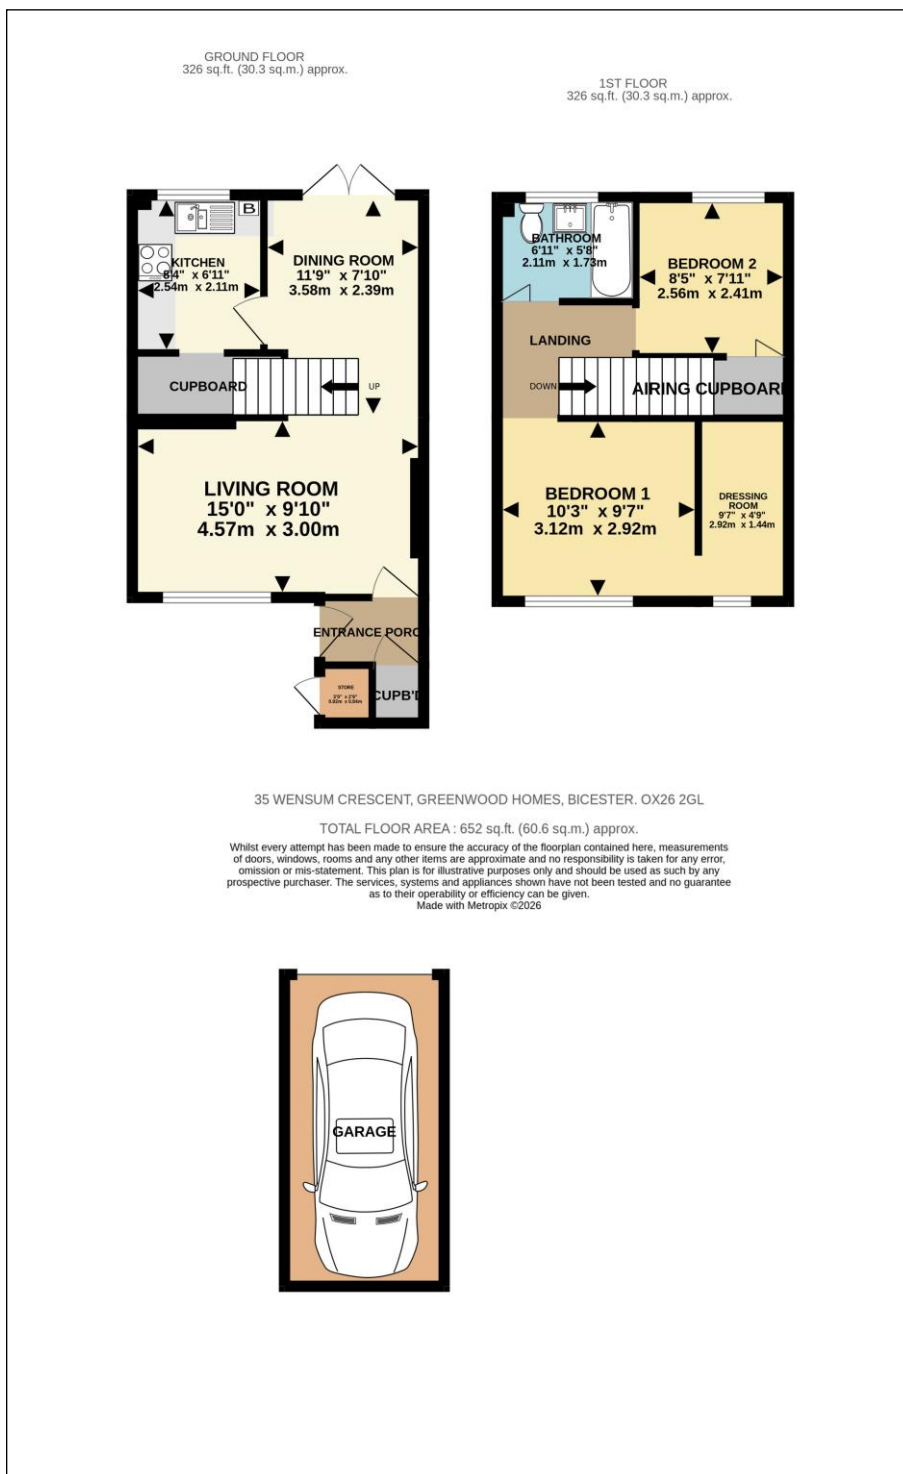 GROUND FLOOR
326 sq.ft. (30.3 sq.m.) approx.
1ST FLOOR
326 sq.ft. (30.3 sq.m.) approx.
B
KITCHEN
8'4" x 6'11"
2.54m x 2.11m
DINING ROOM
11'9" x 7'10"
3.58m x 2.39m
CUPBOARD
UP
LIVING ROOM
15'0" x 9'10"
4.57m x 3.00m
ENTRANCE PORC
STORE
CUPB'D
BATHROOM
6'11" x 5'8"
2.11m x 1.73m
BEDROOM 2
8'5" x 7'11"
2.56m x 2.41m
LANDING
DOWN
AIRING CUPBOARD
BEDROOM 1
10'3" x 9'7"
3.12m x 2.92m
DRESSING
ROOM
9'7" x 4'9"
2.92m x 1.44m
35 WENSUM CRESCENT, GREENWOOD HOMES, BICESTER. OX26 2GL
TOTAL FLOOR AREA : 652 sq.ft. (60.6 sq.m.) approx.
Whilst every attempt has been made to ensure the accuracy of the floorplan contained here, measurements
of doors, windows, rooms and any other items are approximate and no responsibility is taken for any error,
omission or mis-statement. This plan is for illustrative purposes only and should be used as such by any
prospective purchaser. The services, systems and appliances shown have not been tested and no guarantee
as to their operability or efficiency can be given.
Made with Metropix ©2026
GARAGE